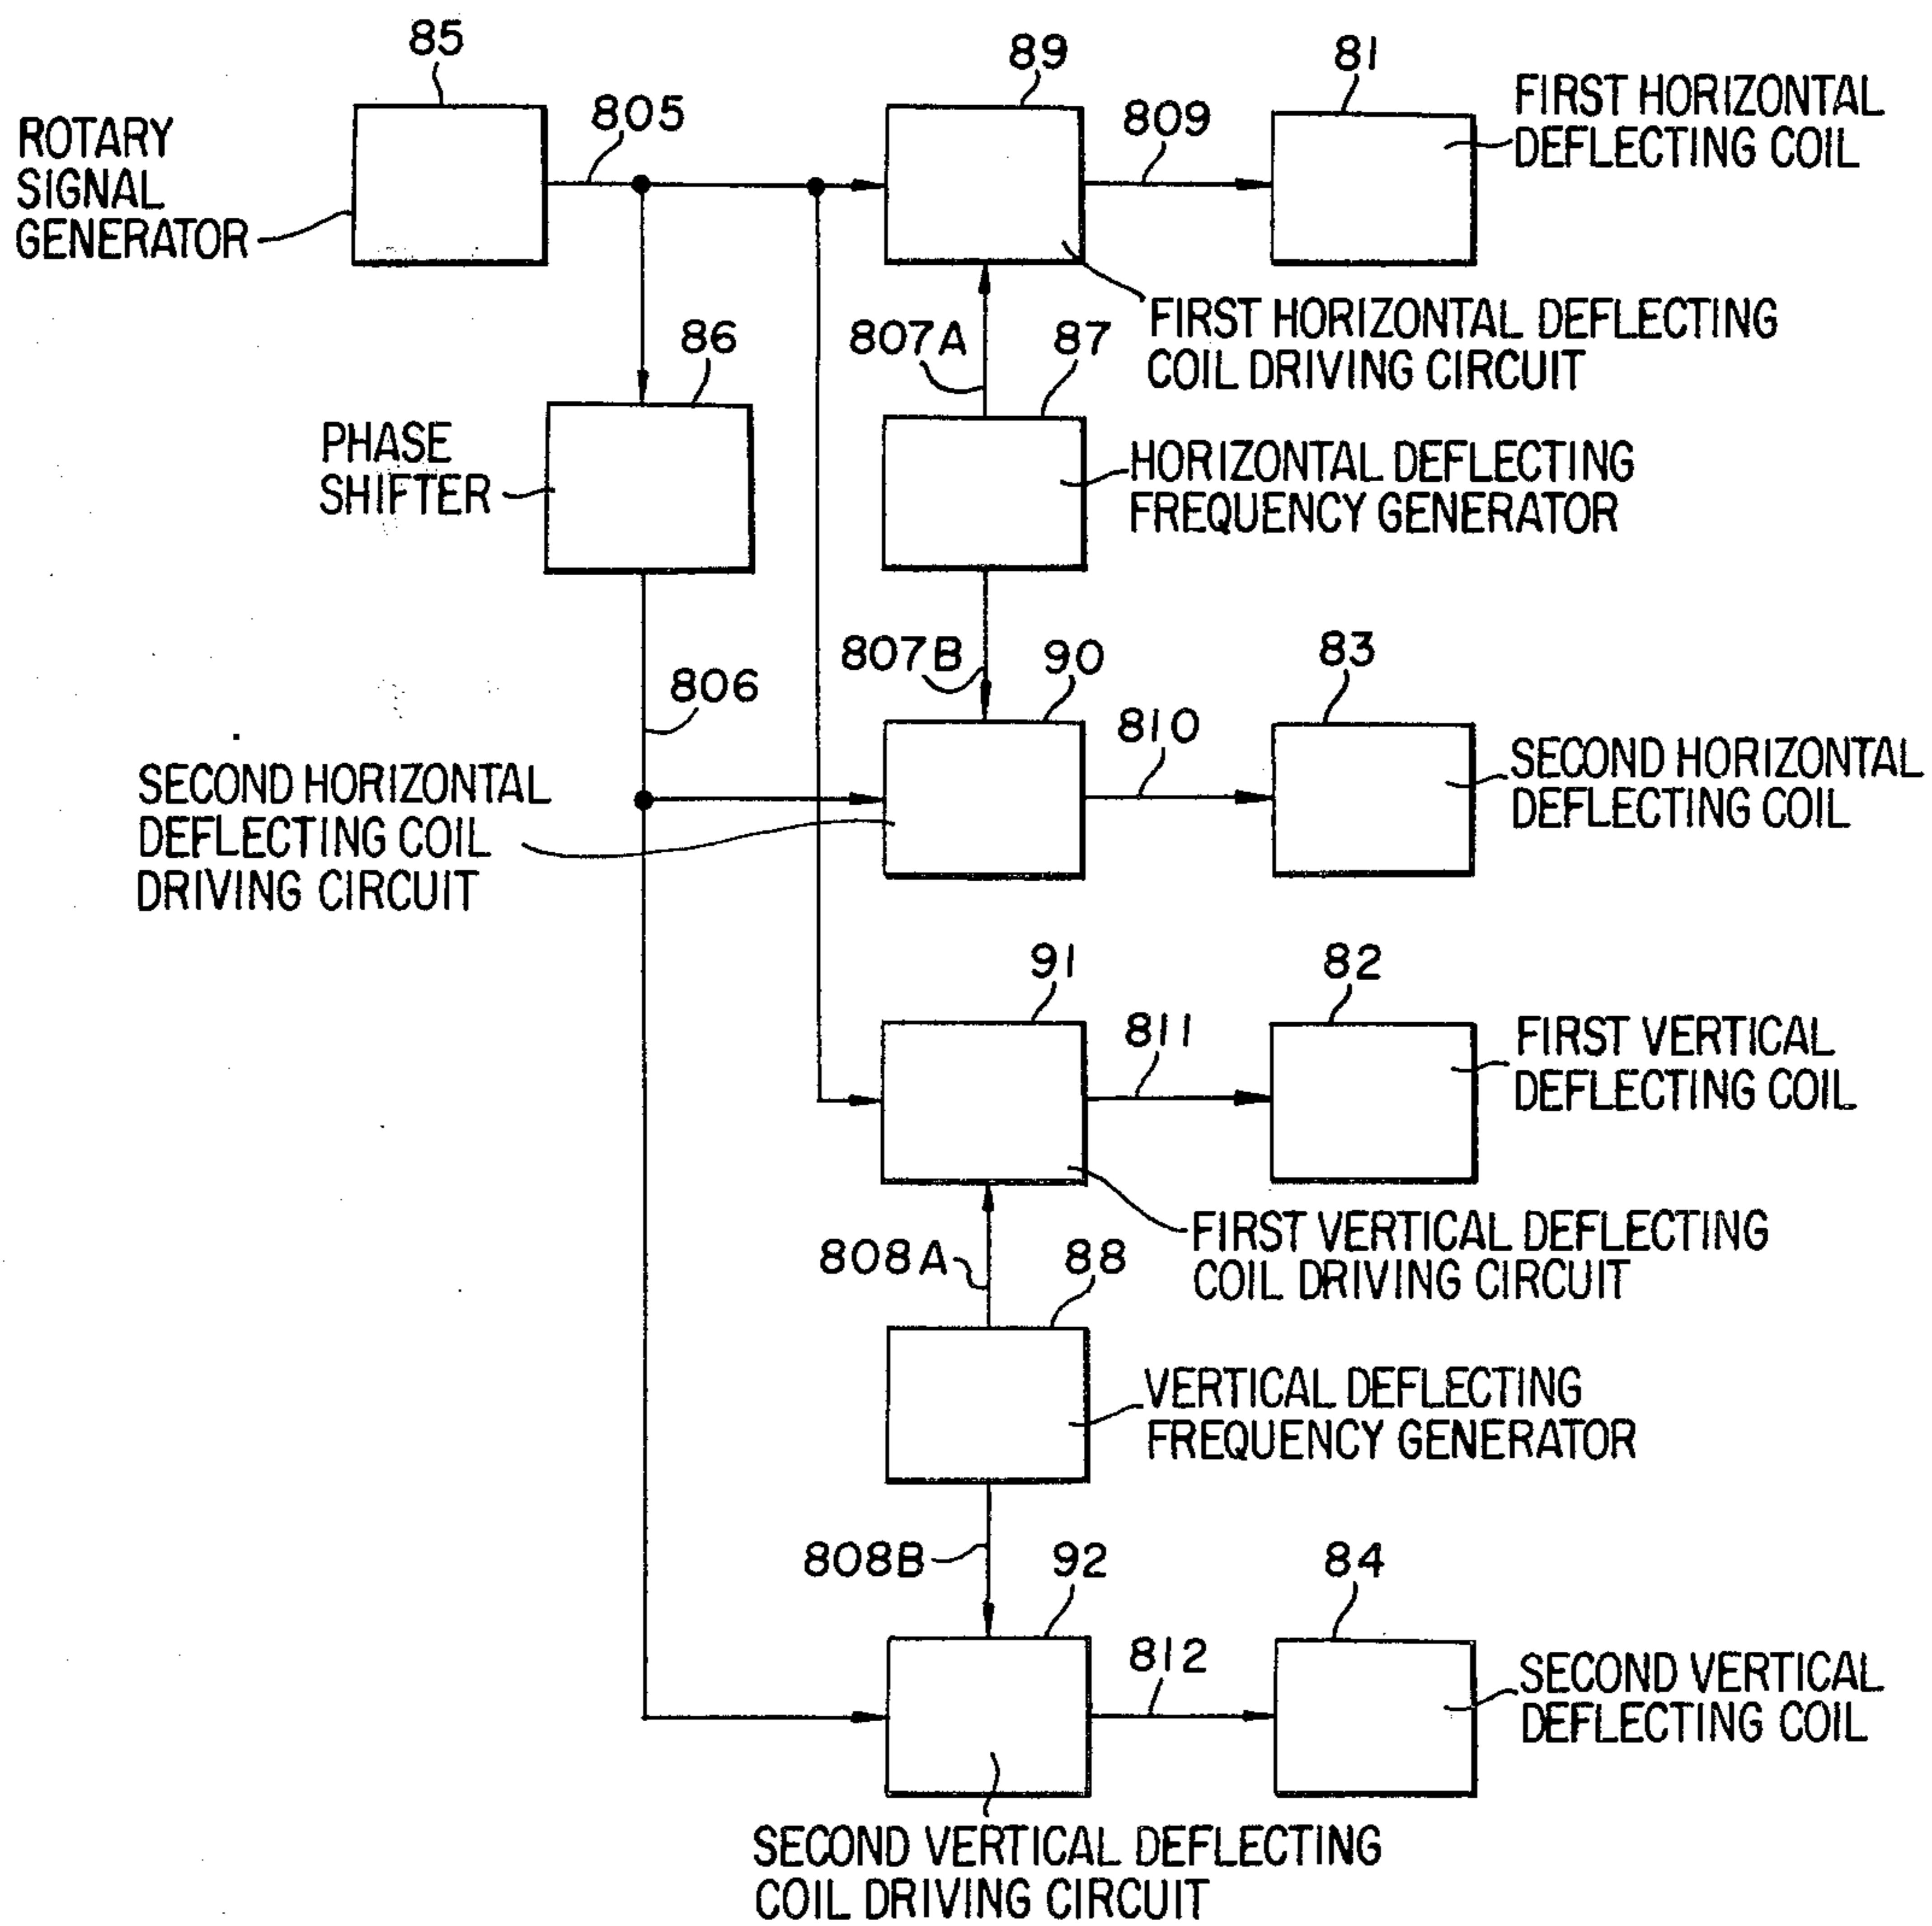 85
89
81
FIRST HORIZONTAL
DEFLECTING COIL
805
809
ROTARY
SIGNAL
GENERATOR
FIRST HORIZONTAL DEFLECTING
COIL DRIVING CIRCUIT
86
807A
87
PHASE
SHIFTER
HORIZONTAL DEFLECTING
FREQUENCY GENERATOR
807B
90
83
806
810
SECOND HORIZONTAL
DEFLECTING COIL
SECOND HORIZONTAL
DEFLECTING COIL
DRIVING CIRCUIT
91
82
811
FIRST VERTICAL
DEFLECTING COIL
FIRST VERTICAL DEFLECTING
COIL DRIVING CIRCUIT
808A
88
VERTICAL DEFLECTING
FREQUENCY GENERATOR
808B
92
84
812
SECOND VERTICAL
DEFLECTING COIL
SECOND VERTICAL DEFLECTING
COIL DRIVING CIRCUIT